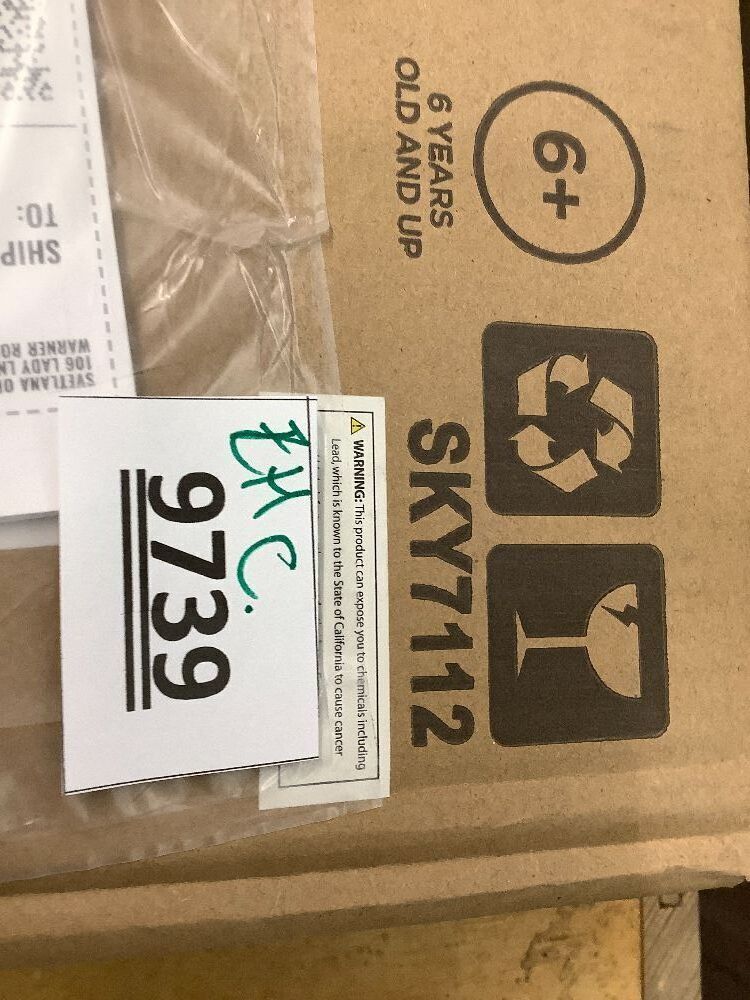 6+
6 YEARS
OLD AND UP
SKY7112
⚠ WARNING: This product can expose you to chemicals including
Lead, which is known to the State of California to cause cancer
9739
SHIP
TO:
SVETLANA
106 LADY LN
WARNER